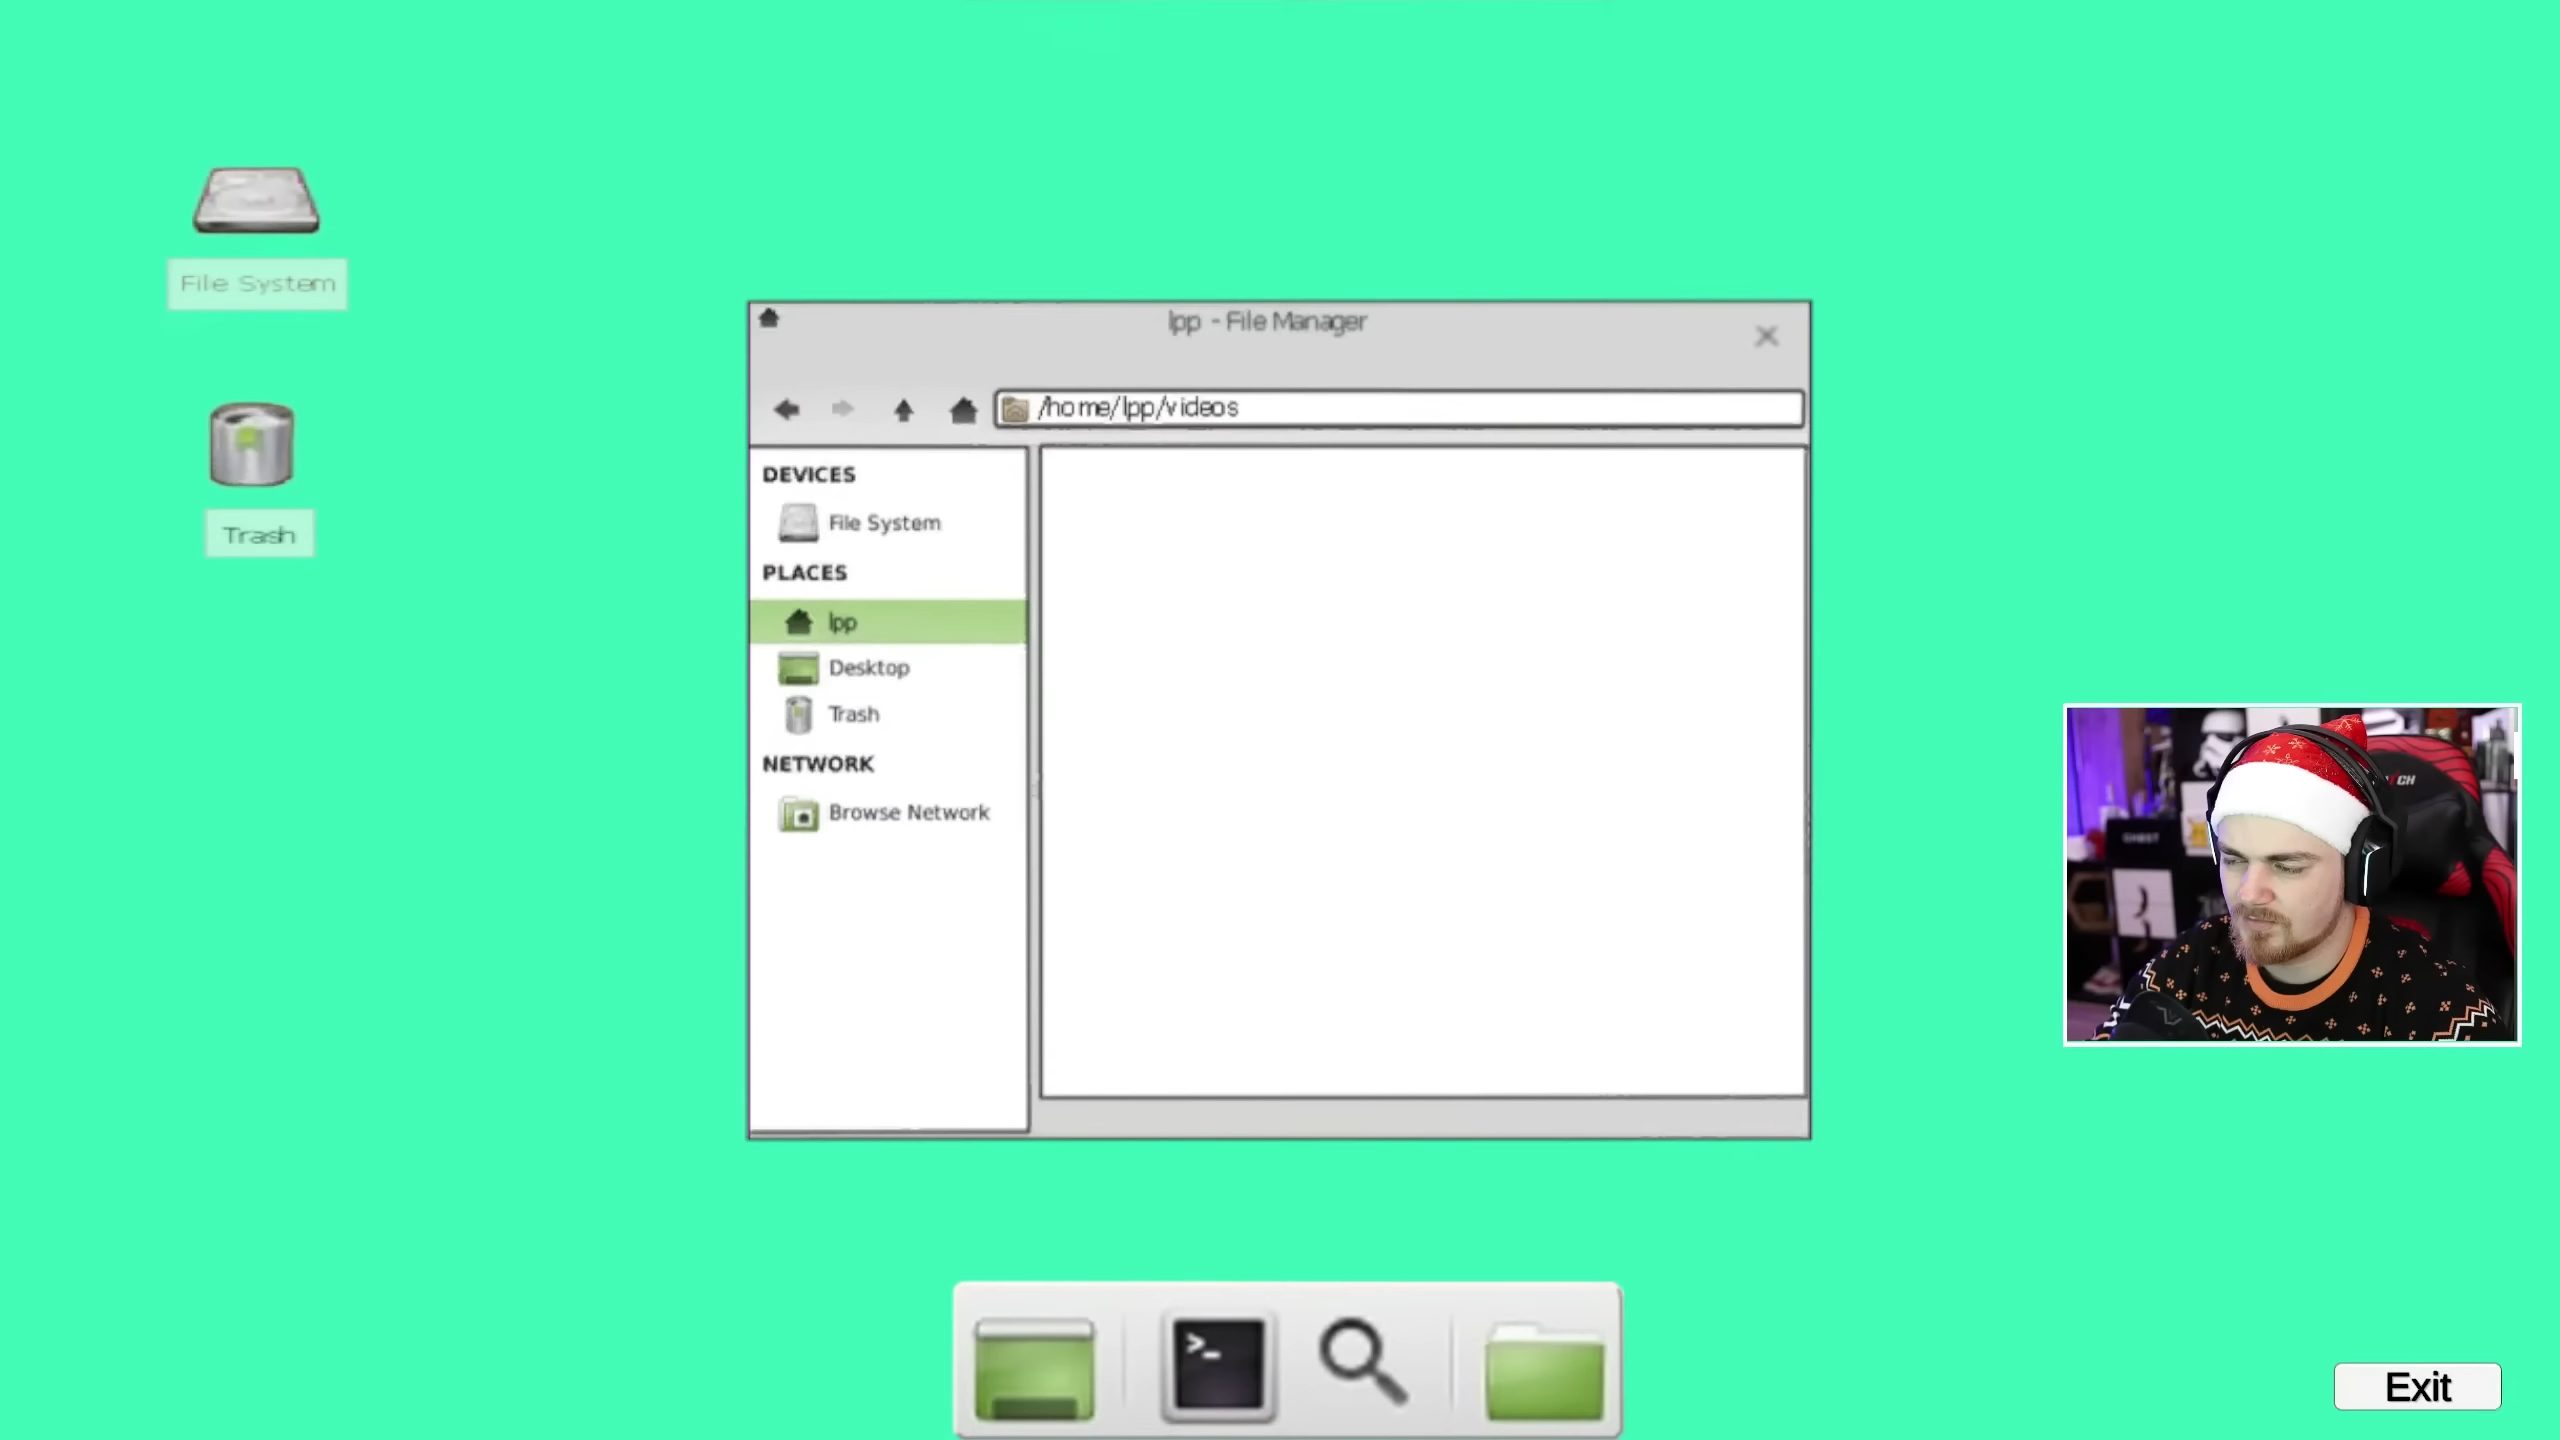 File System
Trash
lpp - File Manager
/home/lpp/videos
DEVICES
File System
PLACES
lpp
Desktop
Trash
NETWORK
Browse Network
>_
Exit